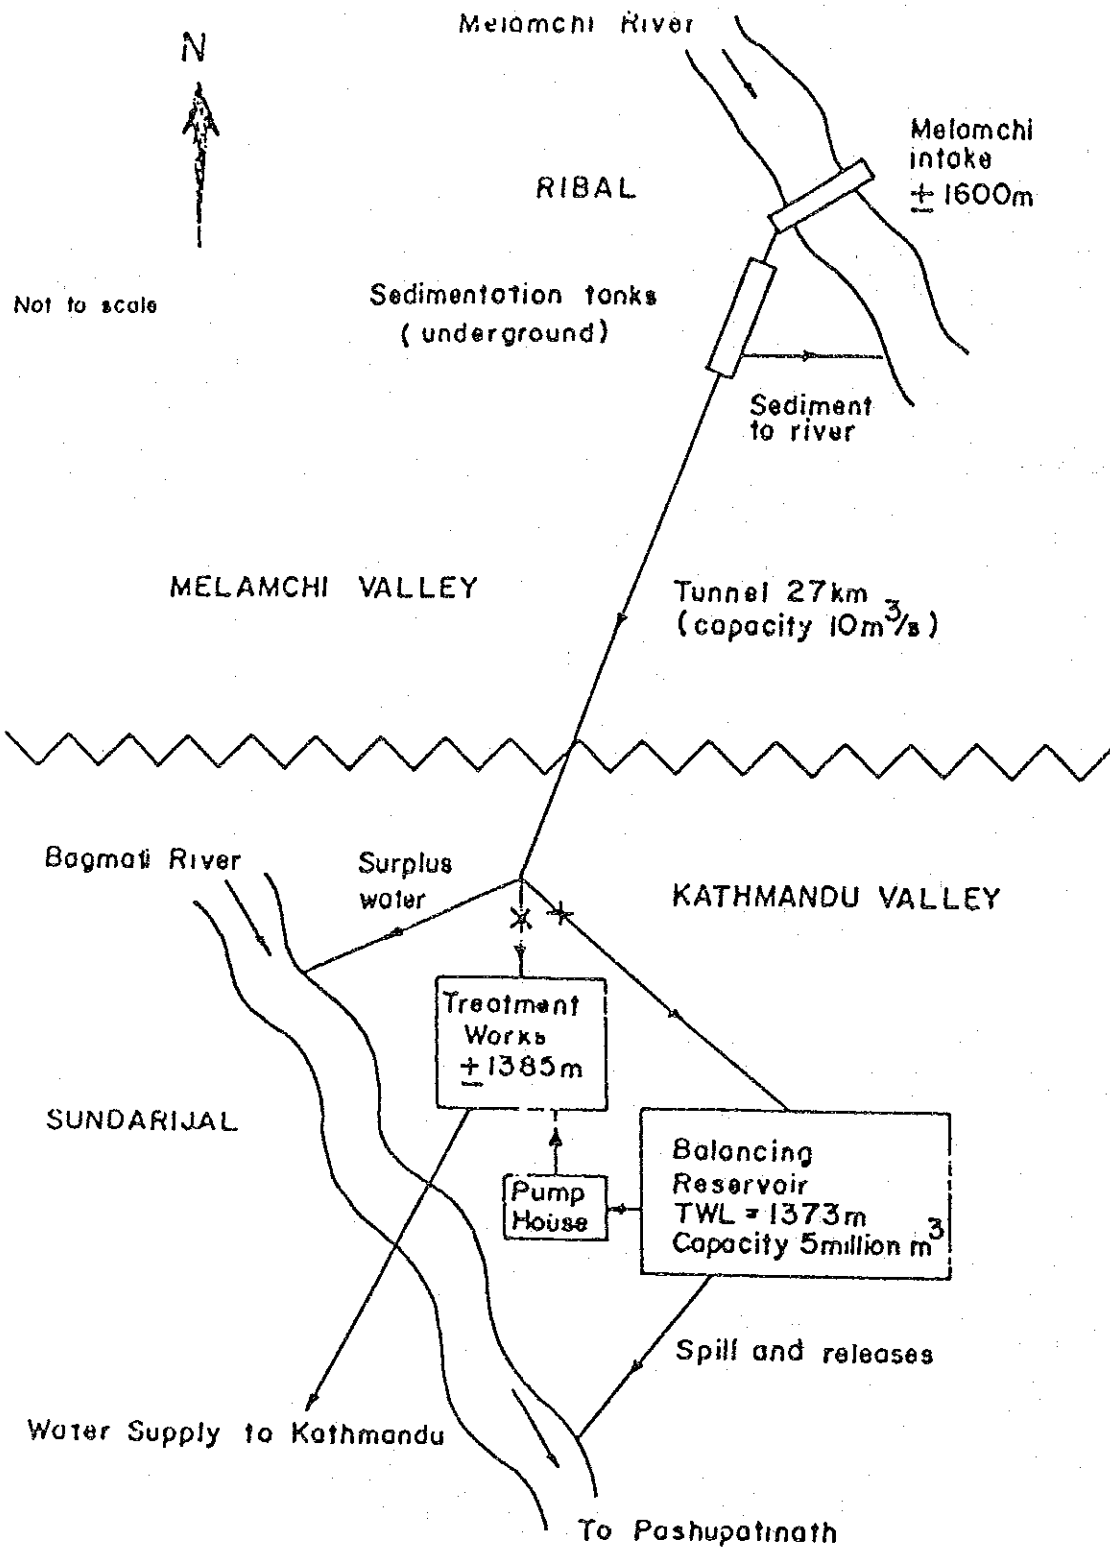 Melamchi River
N
Melamchi
intake
± 1600m
RIBAL
Not to scale
Sedimentation tanks
(underground)
Sediment
to river
MELAMCHI VALLEY
Tunnel 27km
(capacity 10m³/s)
Bagmati River
Surplus
water
KATHMANDU VALLEY
Treatment
Works
± 1385m
SUNDARIJAL
Balancing
Reservoir
TWL = 1373m
Capacity 5million m³
Pump
House
Spill and releases
Water Supply to Kathmandu
To Pashupatinath